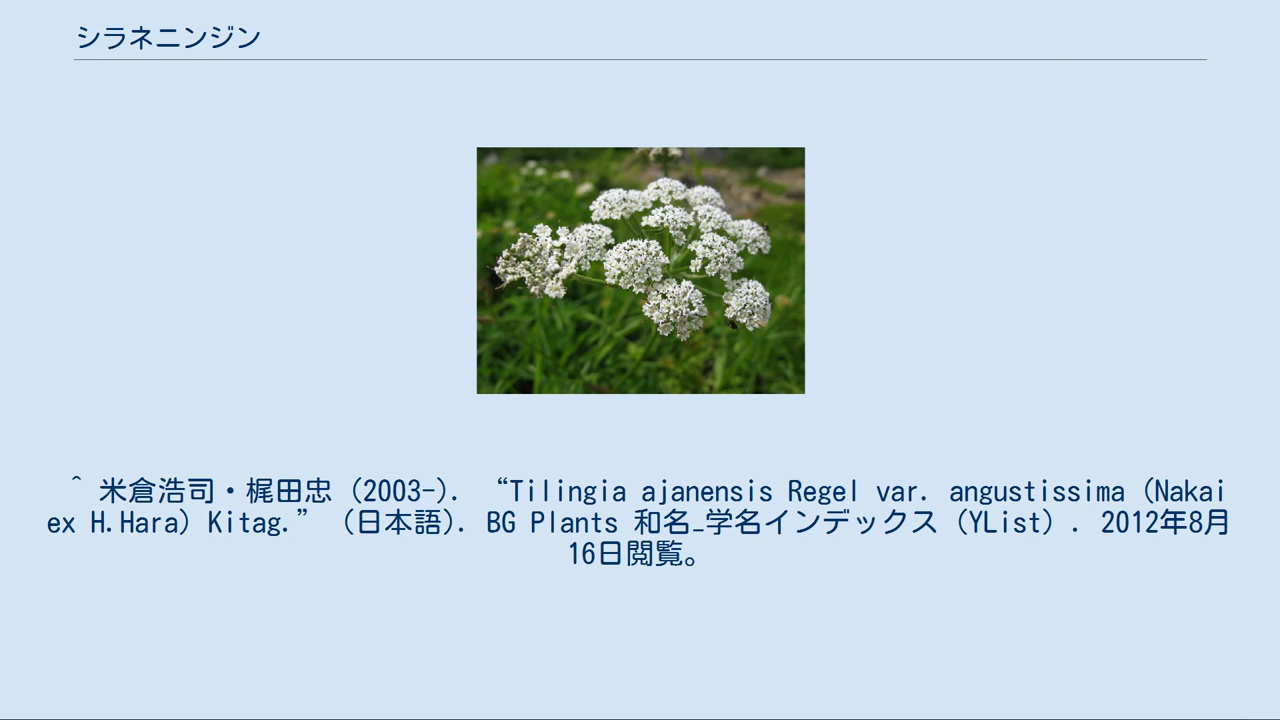 シラネニンジン
^ 米倉浩司・梶田忠 (2003-). “Tilingia ajanensis Regel var. angustissima (Nakai
ex H.Hara) Kitag.” (日本語). BG Plants 和名−学名インデックス (YList) . 2012年8月
16日閲覧。